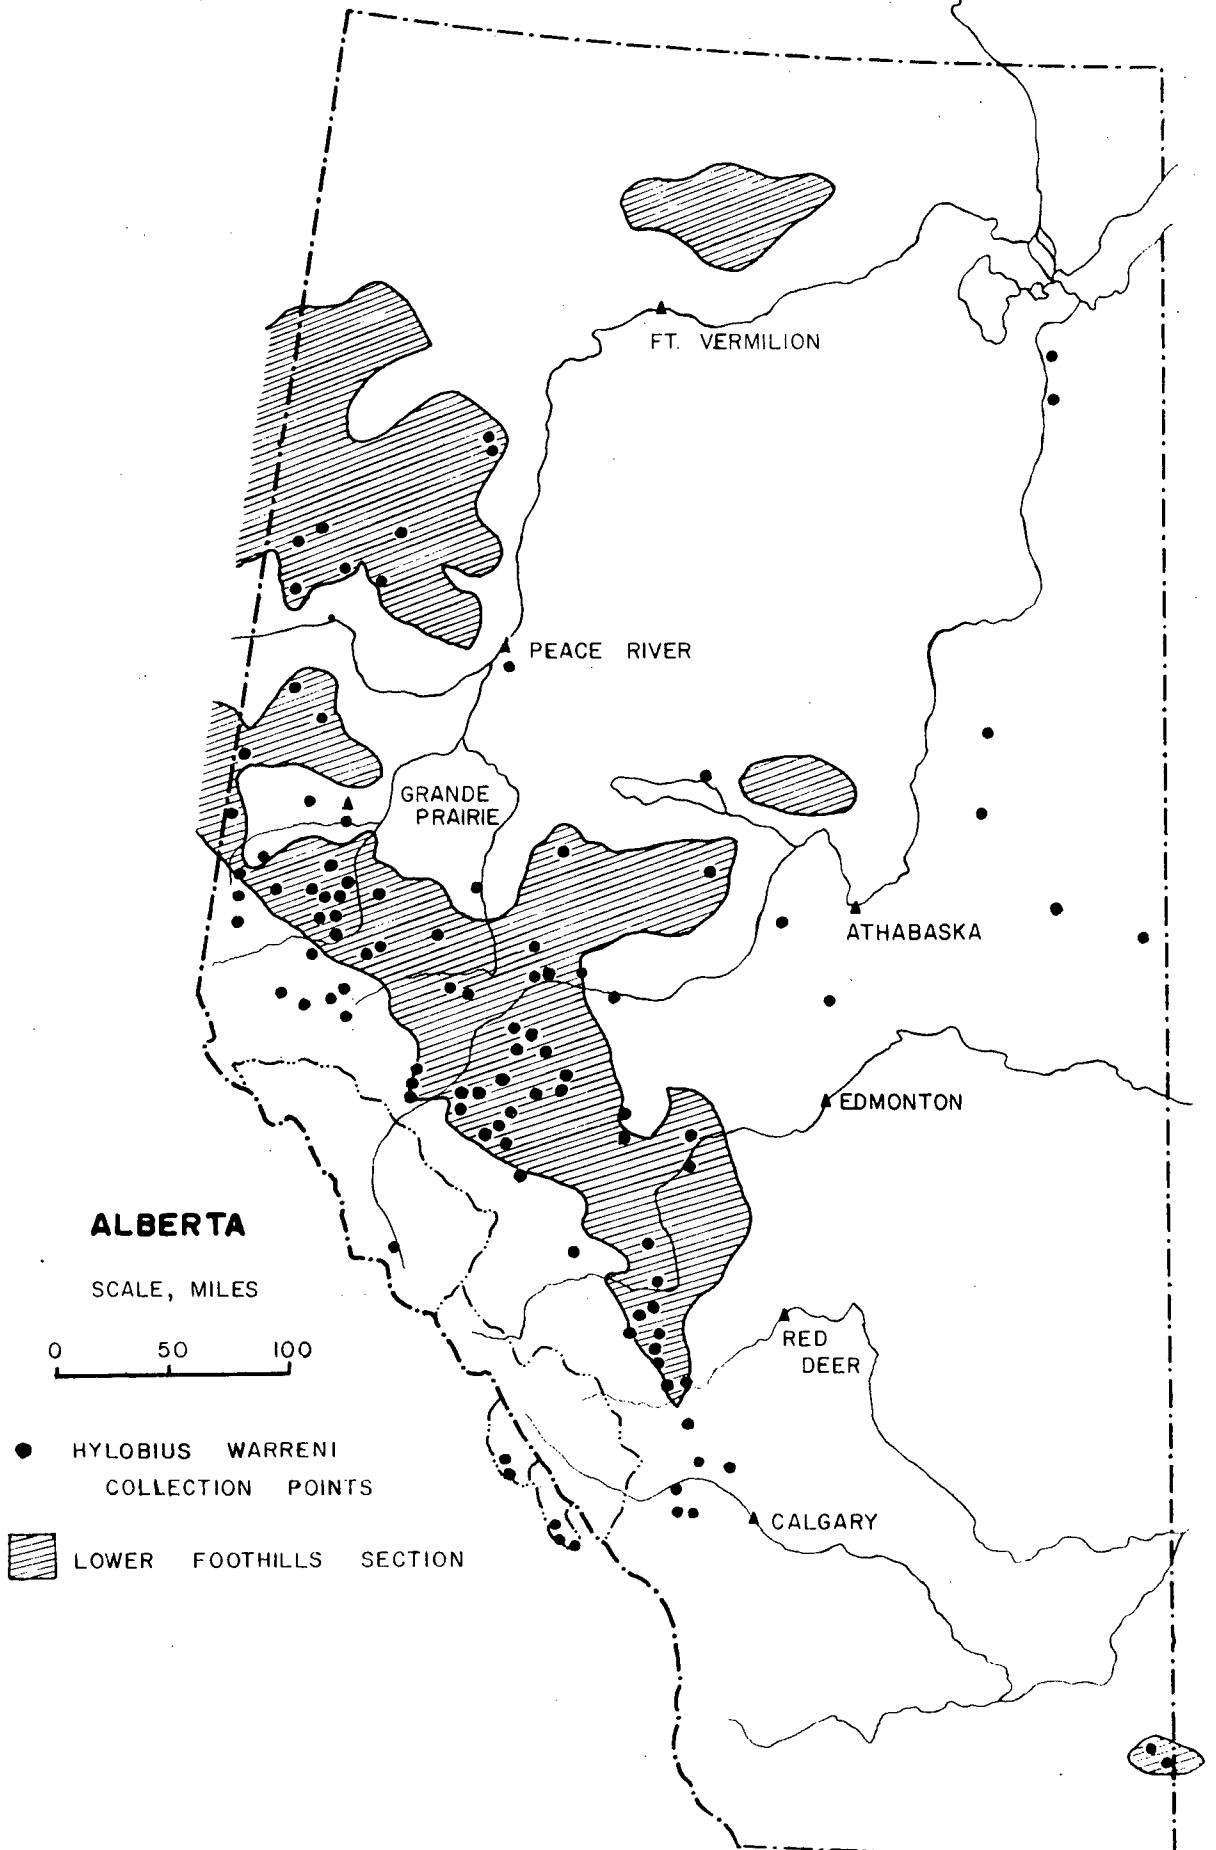 FT. VERMILION
PEACE RIVER
GRANDE
PRAIRIE
ATHABASKA
EDMONTON
ALBERTA
SCALE, MILES
0 50 100
RED
DEER
HYLOBIUS WARRENI
COLLECTION POINTS
CALGARY
LOWER FOOTHILLS SECTION